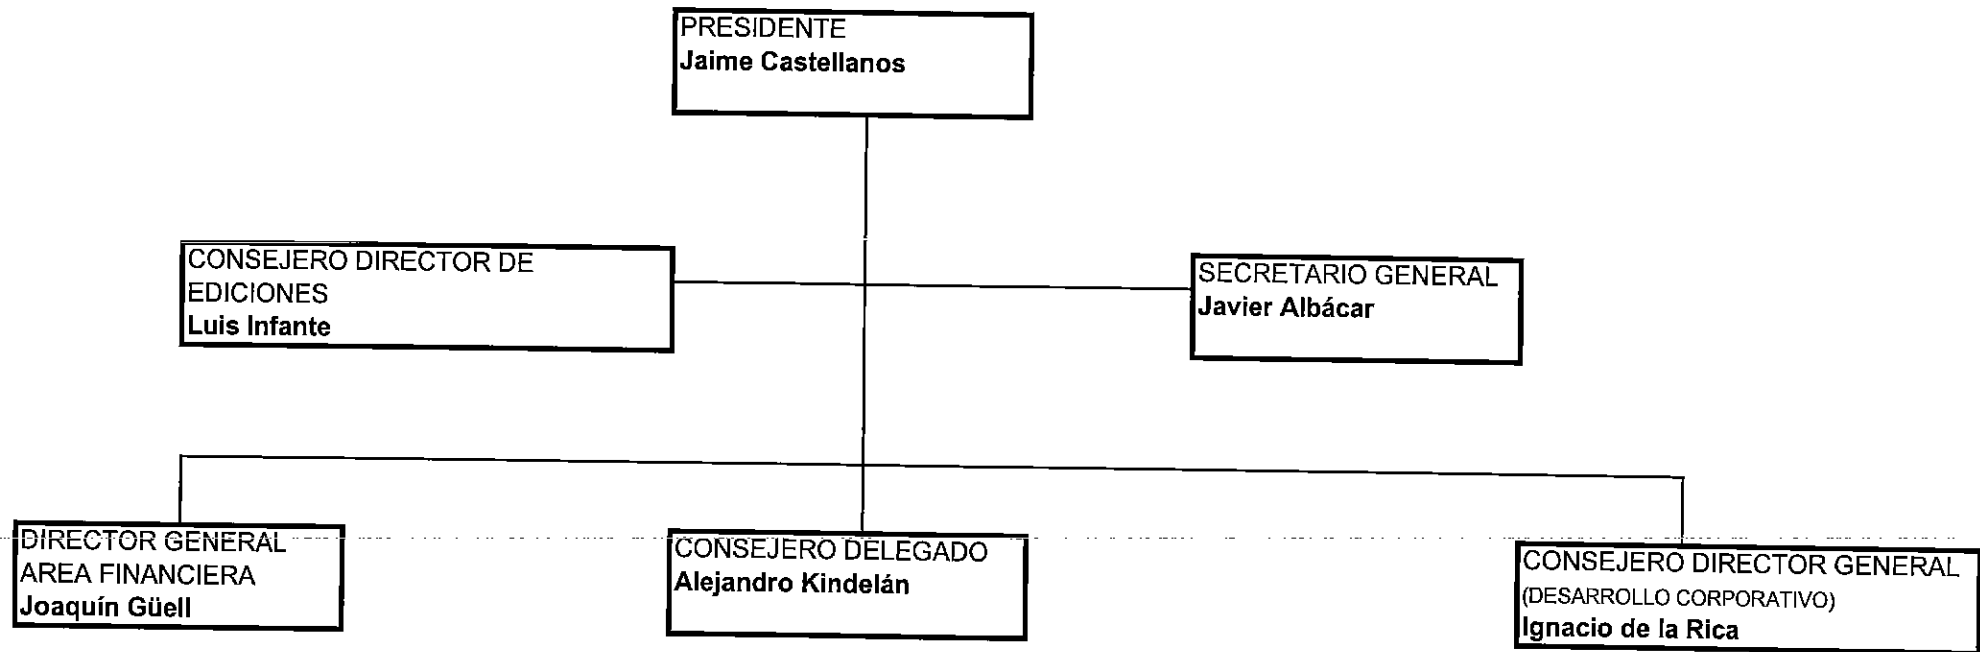 PRESIDENTE
Jaime Castellanos
CONSEJERO DIRECTOR DE
EDICIONES
Luis Infante
SECRETARIO GENERAL
Javier Albácar
DIRECTOR GENERAL
AREA FINANCIERA
Joaquín Güell
CONSEJERO DELEGADO
Alejandro Kindelán
CONSEJERO DIRECTOR GENERAL
(DESARROLLO CORPORATIVO)
Ignacio de la Rica